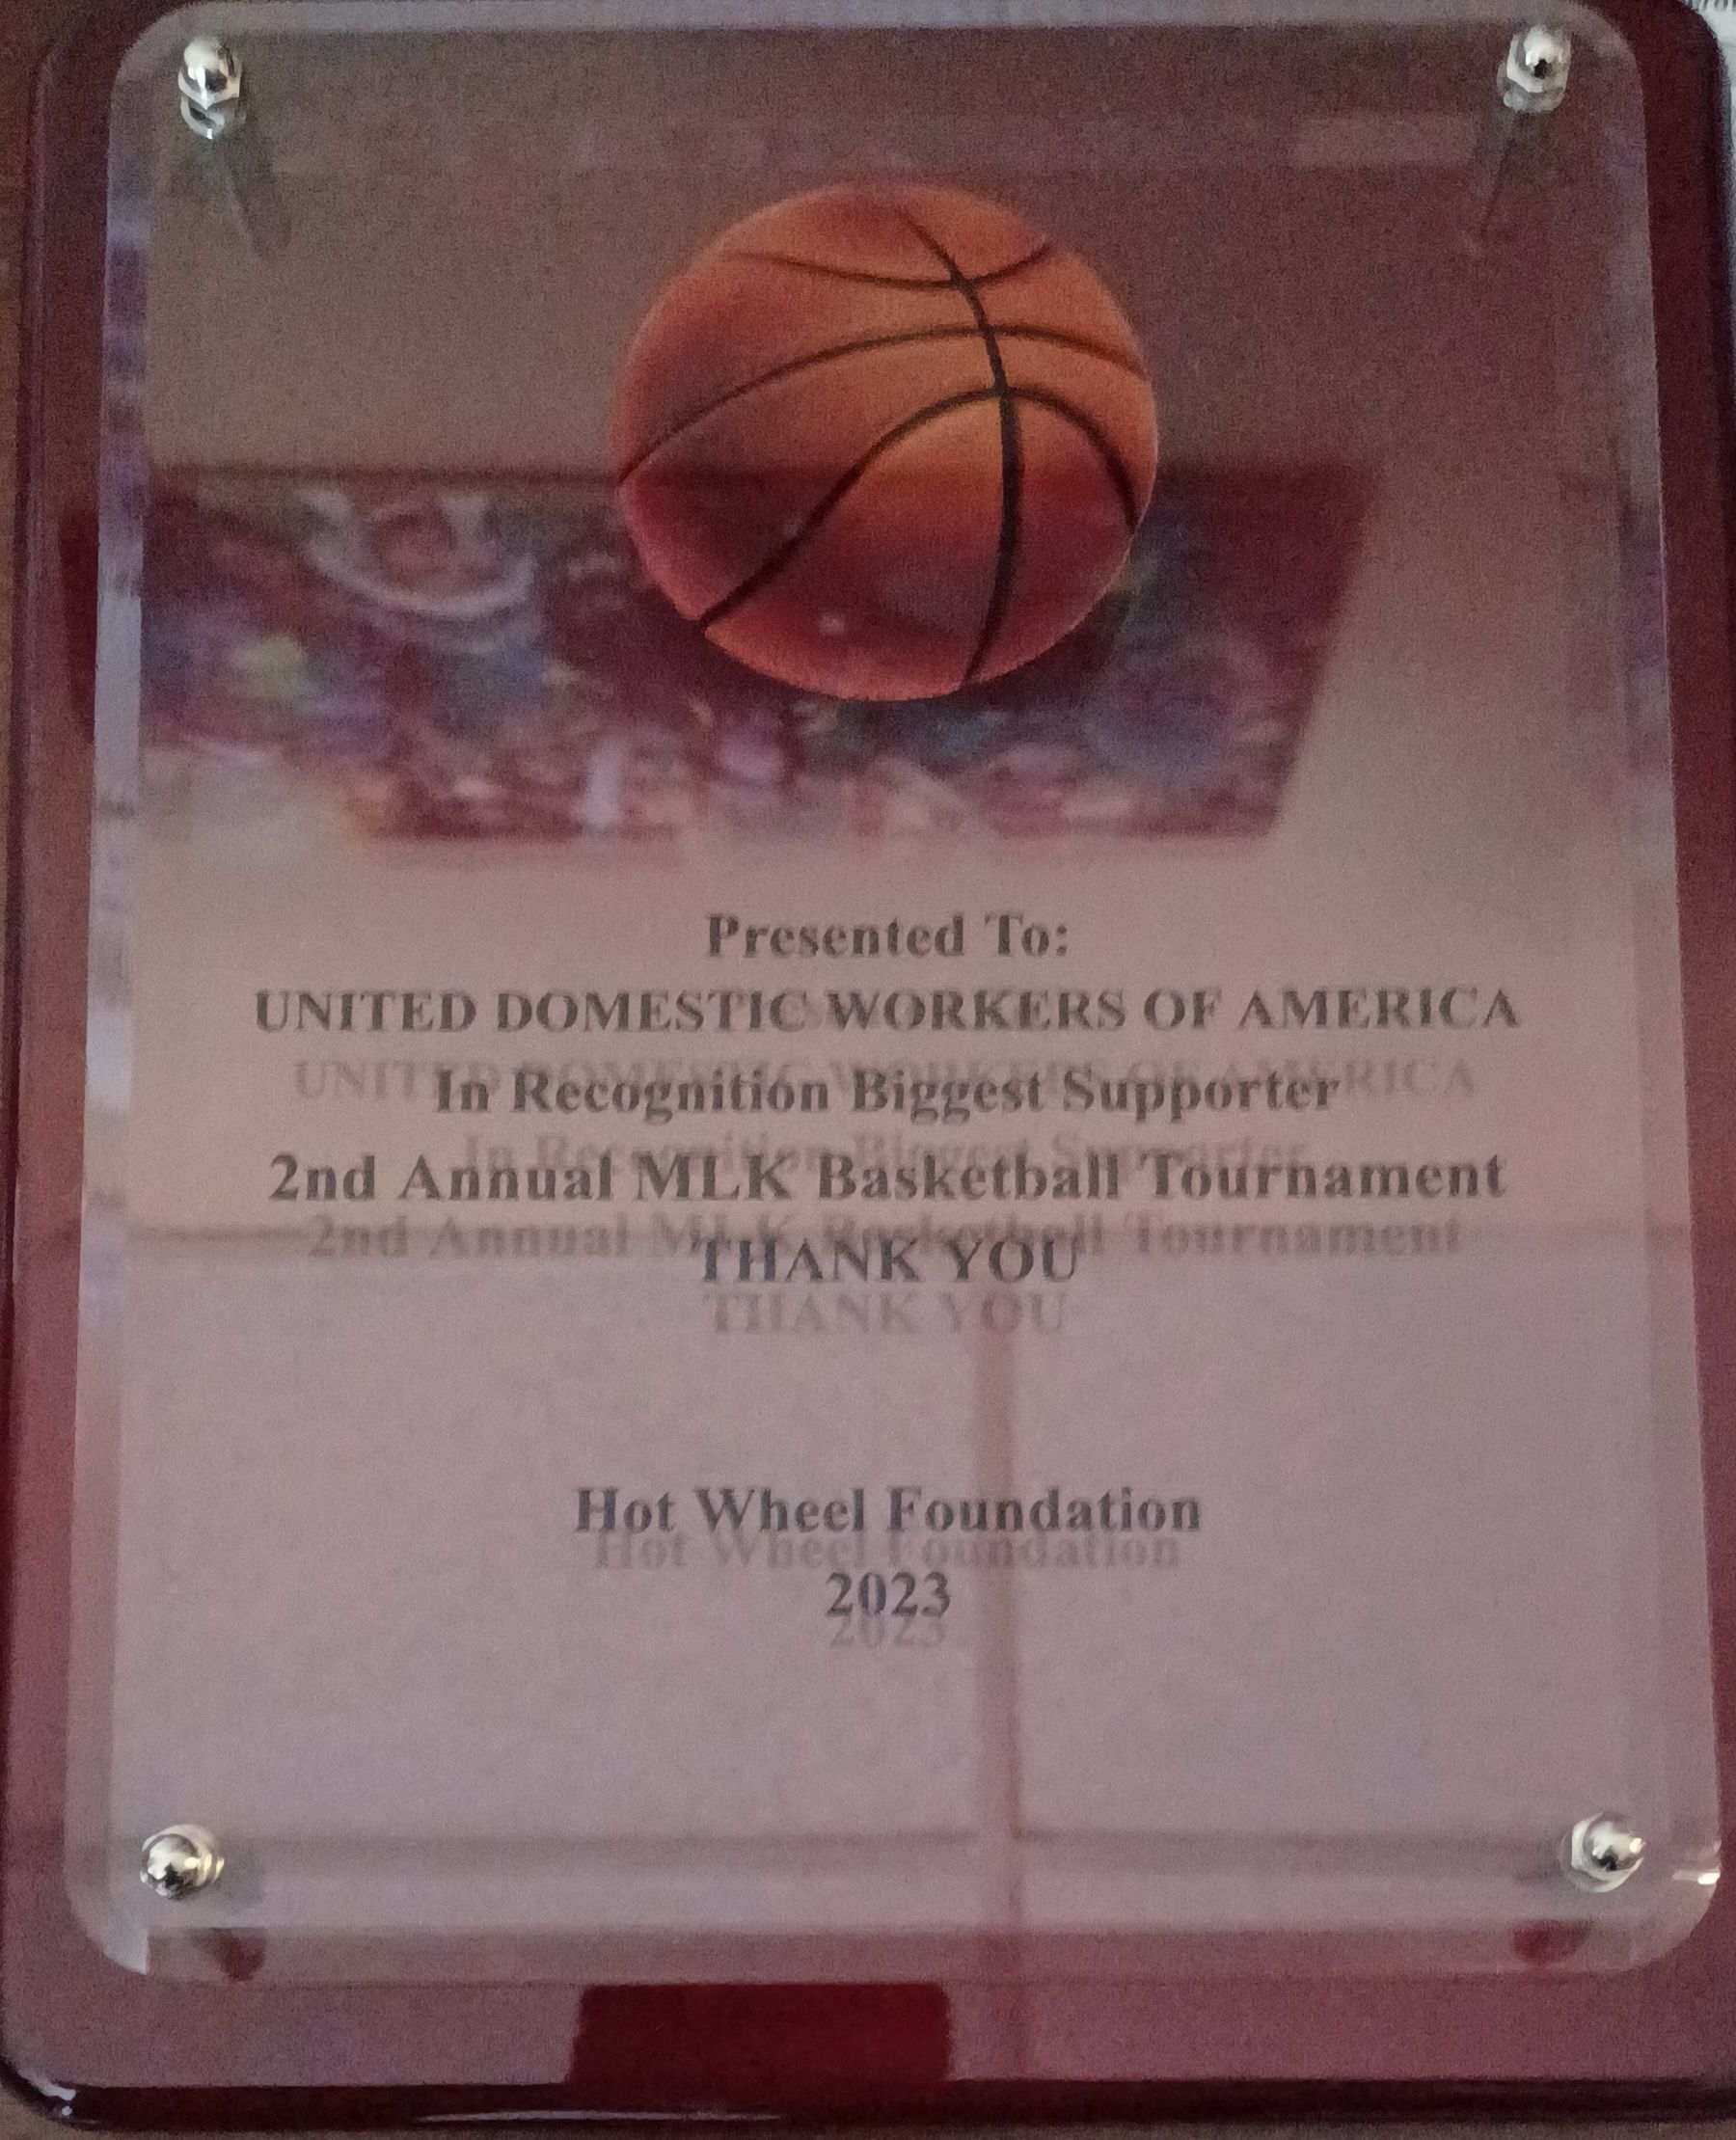 Presented To:
UNITED DOMESTIC WORKERS OF AMERICA
In Recognition Biggest Supporter
2nd Annual MLK Basketball Tournament
THANK YOU
Hot Wheel Foundation
2023